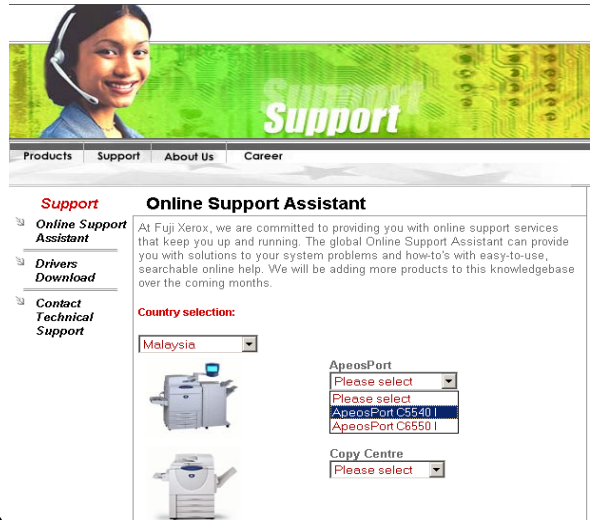 Support
Products Support About Us Career
Support
Online Support Assistant
Drivers Download
Contact Technical Support
Online Support Assistant
At Fuji Xerox, we are committed to providing you with online support services
that keep you up and running. The global Online Support Assistant can provide
you with solutions to your system problems and how-to's with easy-to-use,
searchable online help. We will be adding more products to this knowledgebase
over the coming months.
Country selection:
Malaysia
ApeosPort
Please select
Please select
ApeosPort C5540 I
ApeosPort C6550 I
Copy Centre
Please select